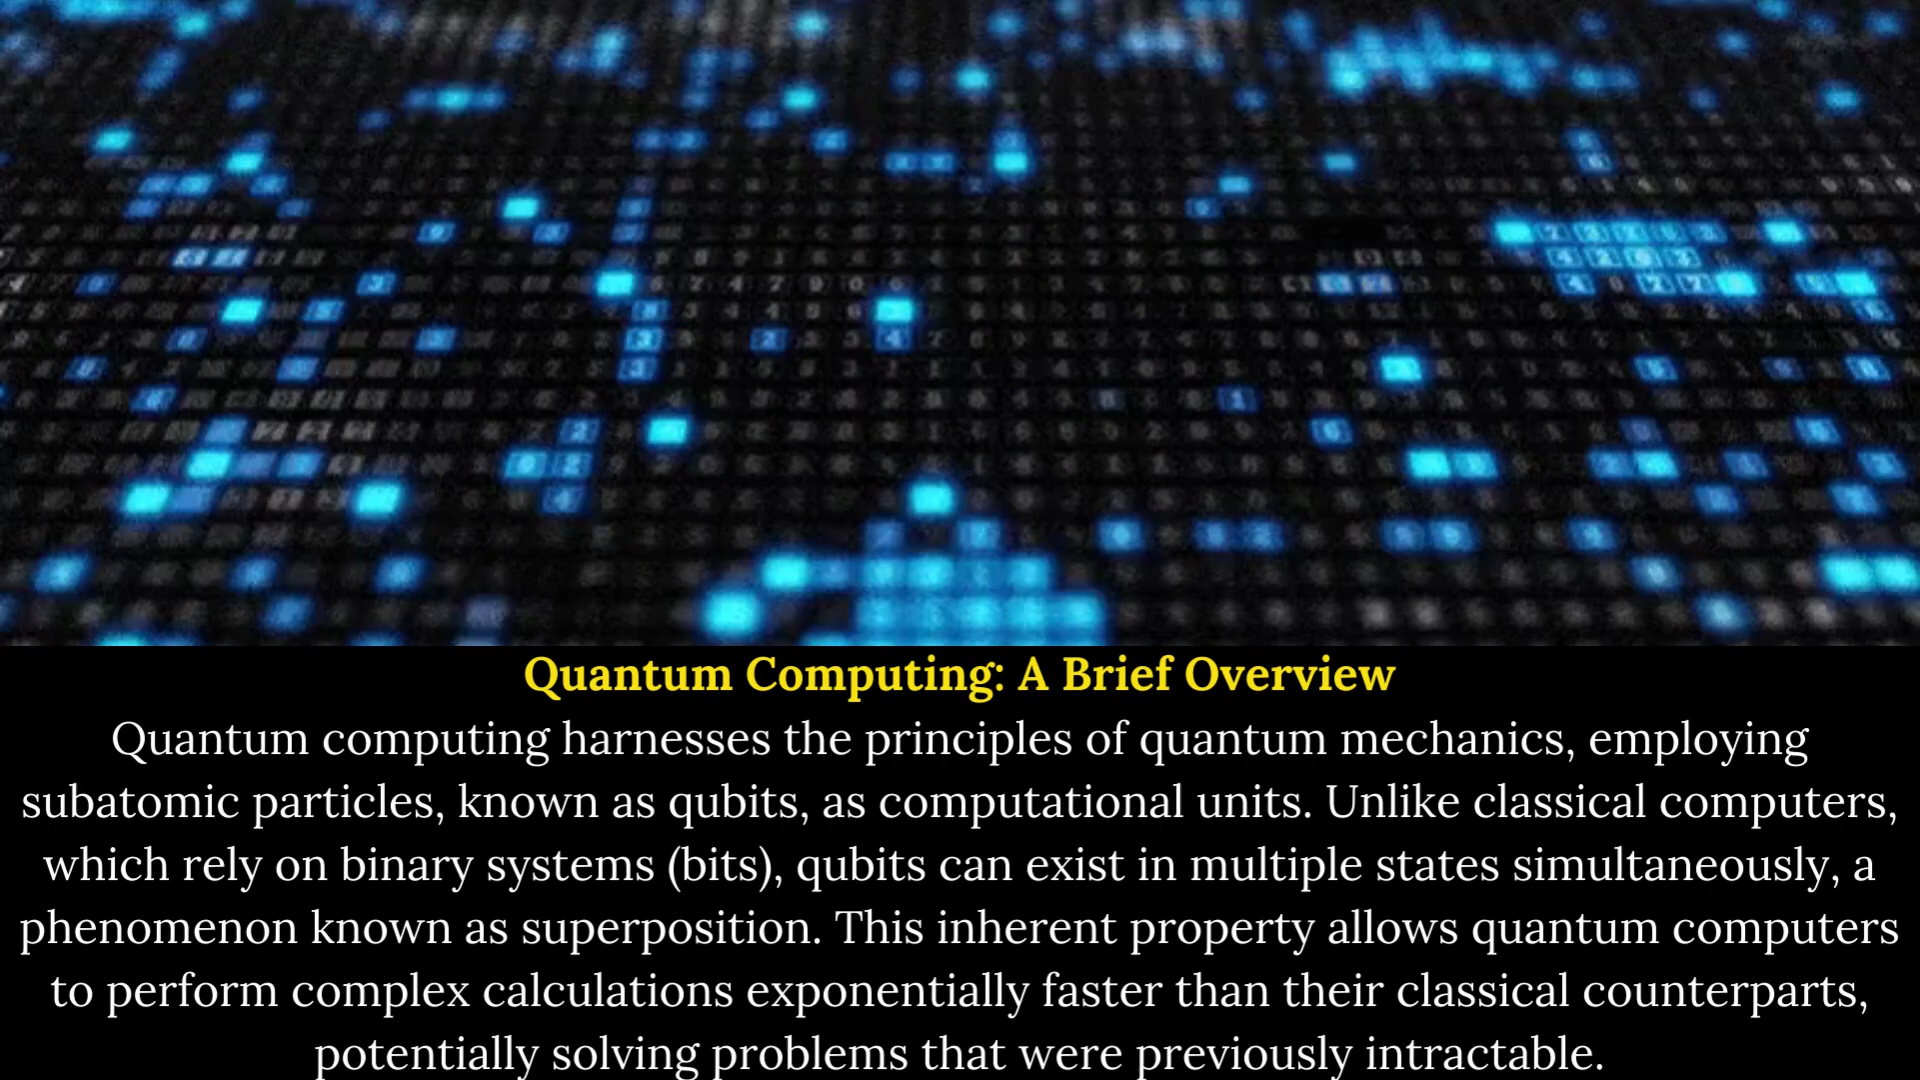 Quantum Computing: A Brief Overview
Quantum computing harnesses the principles of quantum mechanics, employing
subatomic particles, known as qubits, as computational units. Unlike classical computers,
which rely on binary systems (bits), qubits can exist in multiple states simultaneously, a
phenomenon known as superposition. This inherent property allows quantum computers
to perform complex calculations exponentially faster than their classical counterparts,
potentially solving problems that were previously intractable.